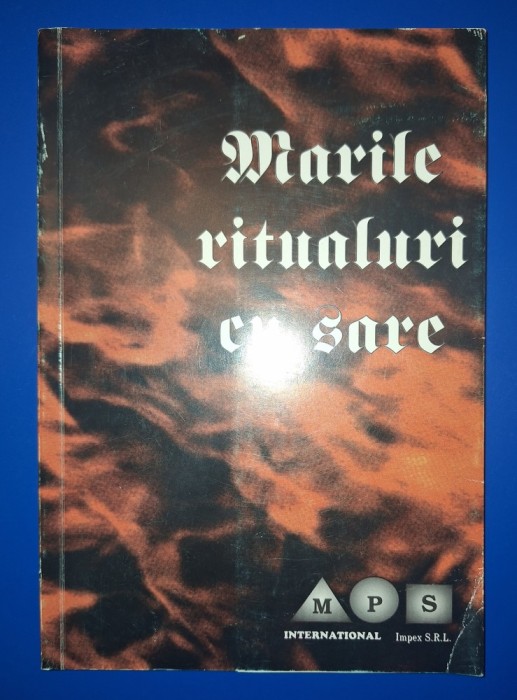 Marile
ritualuri
cu sare
M P S
INTERNATIONAL Impex S.R.L.